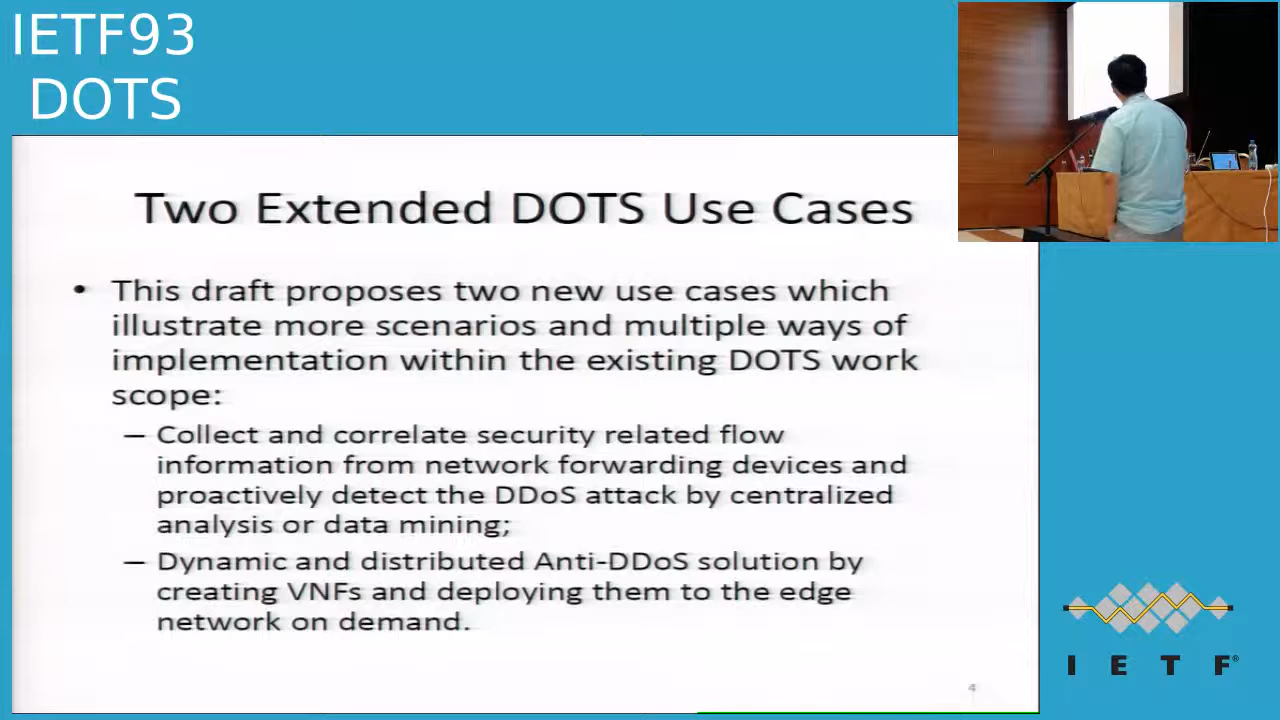 IETF93
DOTS
Two Extended DOTS Use Cases
• This draft proposes two new use cases which
illustrate more scenarios and multiple ways of
implementation within the existing DOTS work
scope:
– Collect and correlate security related flow
information from network forwarding devices and
proactively detect the DDoS attack by centralized
analysis or data mining;
– Dynamic and distributed Anti-DDoS solution by
creating VNFs and deploying them to the edge
network on demand.
4
I E T F®